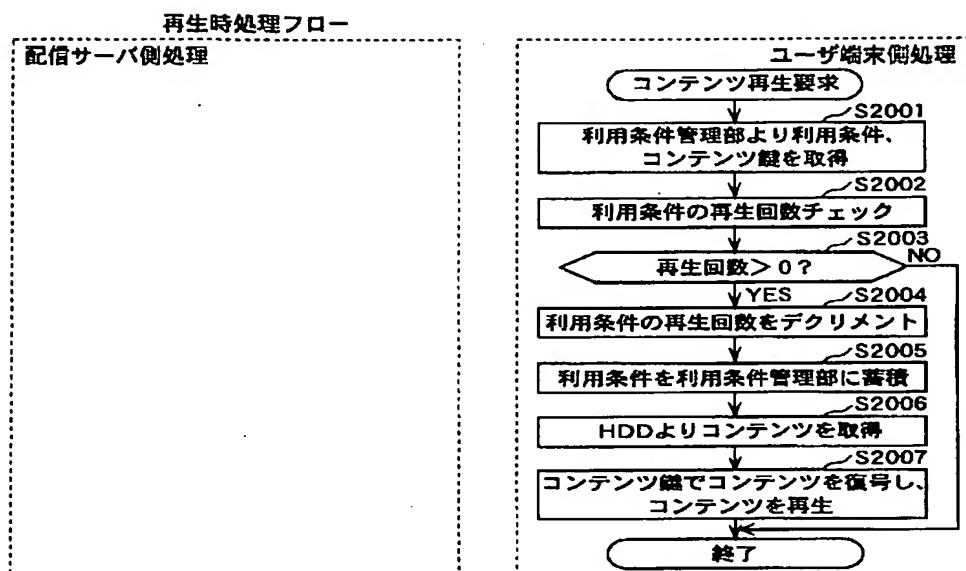 再生時処理フロー
配信サーバ側処理
ユーザ端末側処理
コンテンツ再生要求
S2001
利用条件管理部より利用条件、
コンテンツ鍵を取得
S2002
利用条件の再生回数チェック
S2003
再生回数＞0？
NO
YES
S2004
利用条件の再生回数をデクリメント
S2005
利用条件を利用条件管理部に蓄積
S2006
HDDよりコンテンツを取得
S2007
コンテンツ鍵でコンテンツを復号し、
コンテンツを再生
終了